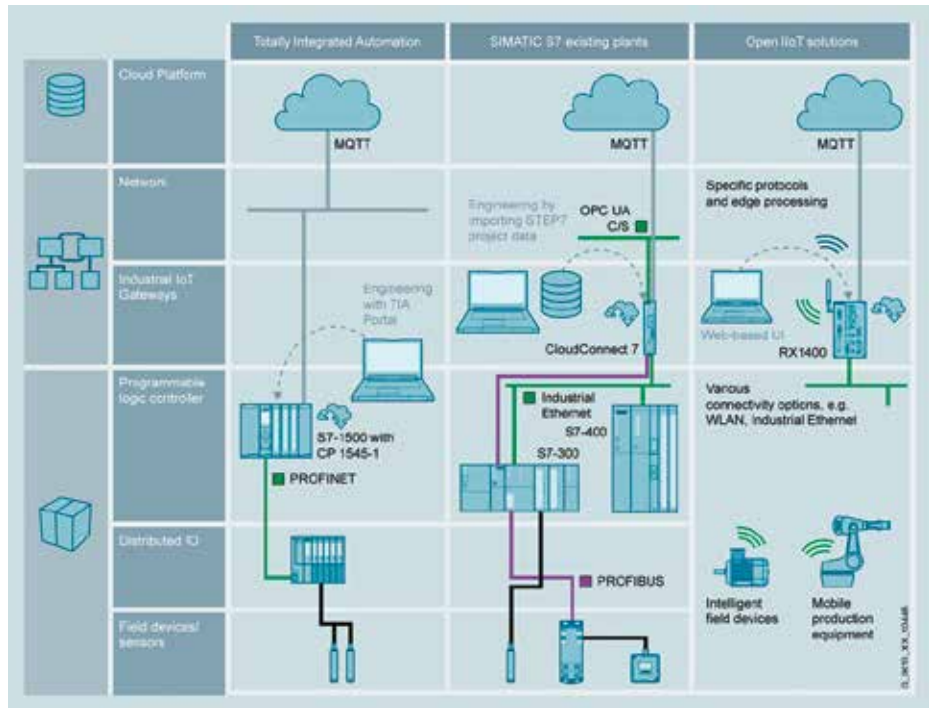 Totally Integrated Automation
SIMATIC S7 existing plants
Open IIoT solutions
Cloud Platform
MQTT
MQTT
MQTT
Network
Engineering by
importing STEP7
project data
OPC UA
C/S
Specific protocols
and edge processing
Industrial IoT
Gateways
Engineering
with TIA
Portal
CloudConnect 7
Web-based UI
RX1400
Programmable
logic controller
S7-1500 with
CP 1545-1
PROFINET
Industrial
Ethernet
S7-400
S7-300
Various
connectivity options, e.g.
WLAN, Industrial Ethernet
Distributed IO
PROFIBUS
Intelligent
field devices
Mobile
production
equipment
Field devices/
sensors